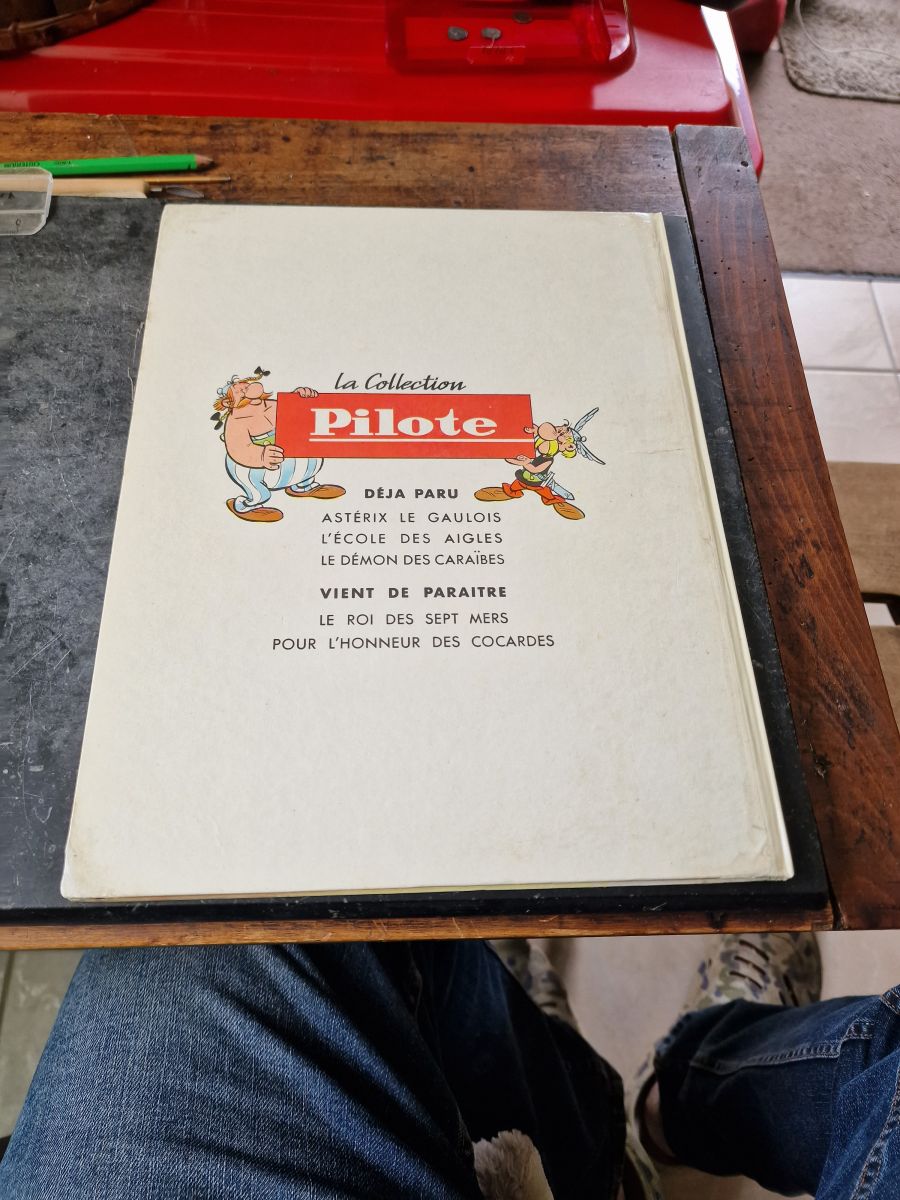 La Collection
Pilote
DÉJA PARU
ASTÉRIX LE GAULOIS
L'ÉCOLE DES AIGLES
LE DÉMON DES CARAÏBES
VIENT DE PARAITRE
LE ROI DES SEPT MERS
POUR L'HONNEUR DES COCARDES